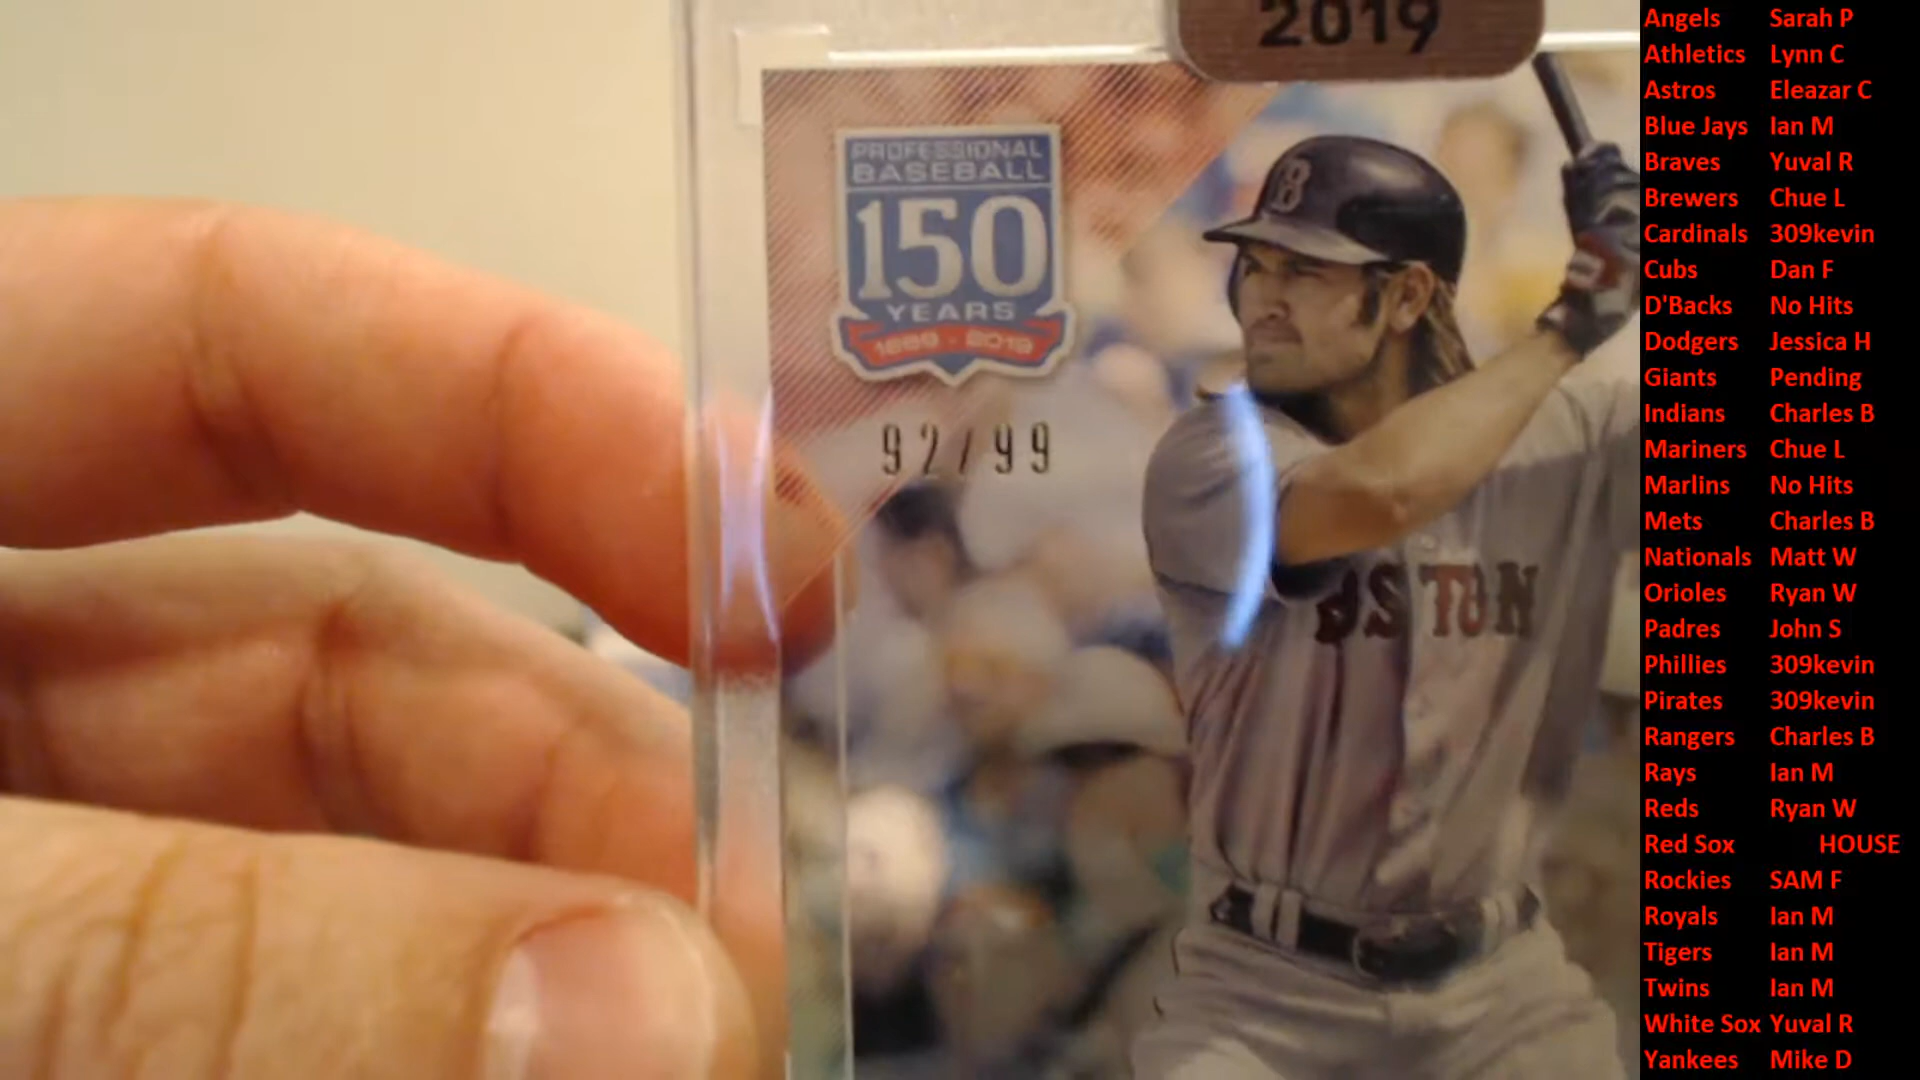 2019
PROFESSIONAL
BASEBALL
150
YEARS
1869 - 2019
92/99
B
BOSTON
Angels Sarah P
Athletics Lynn C
Astros Eleazar C
Blue Jays Ian M
Braves Yuval R
Brewers Chue L
Cardinals 309kevin
Cubs Dan F
D'Backs No Hits
Dodgers Jessica H
Giants Pending
Indians Charles B
Mariners Chue L
Marlins No Hits
Mets Charles B
Nationals Matt W
Orioles Ryan W
Padres John S
Phillies 309kevin
Pirates 309kevin
Rangers Charles B
Rays Ian M
Reds Ryan W
Red Sox HOUSE
Rockies SAM F
Royals Ian M
Tigers Ian M
Twins Ian M
White Sox Yuval R
Yankees Mike D